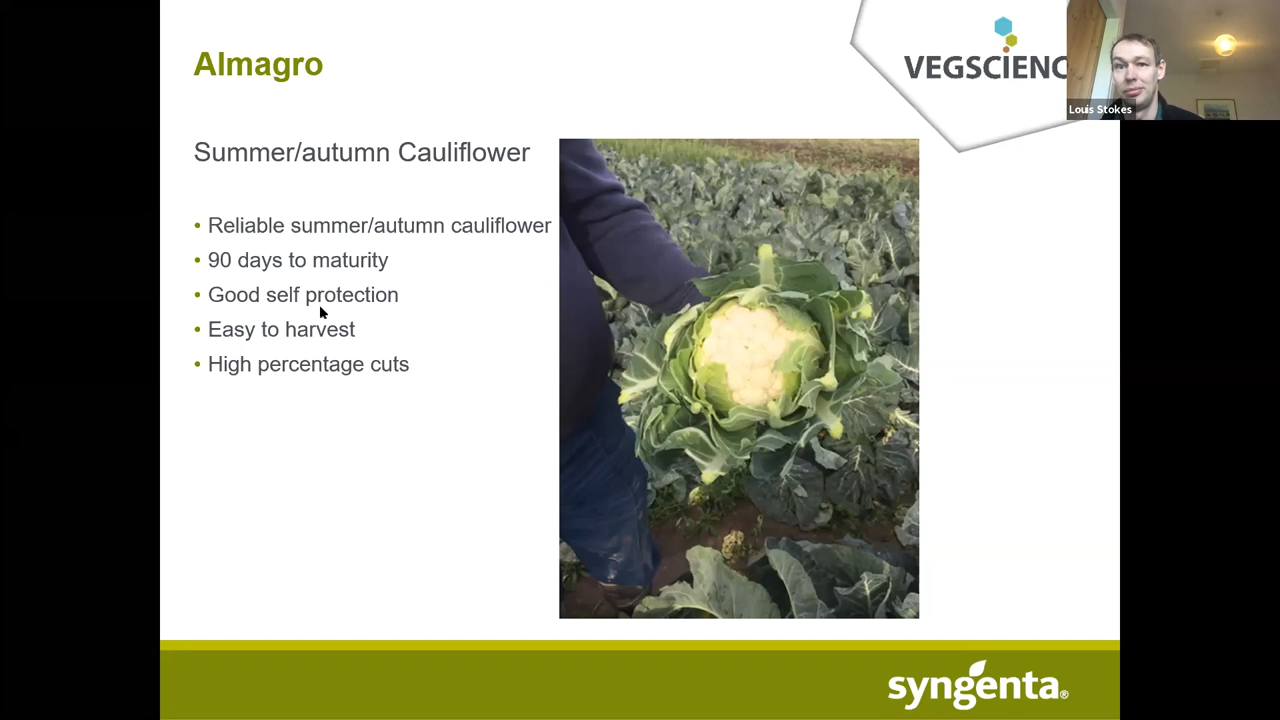 Almagro
VEGSCIENC
Louis Stokes
Summer/autumn Cauliflower
• Reliable summer/autumn cauliflower
• 90 days to maturity
• Good self protection
• Easy to harvest
• High percentage cuts
syngenta®